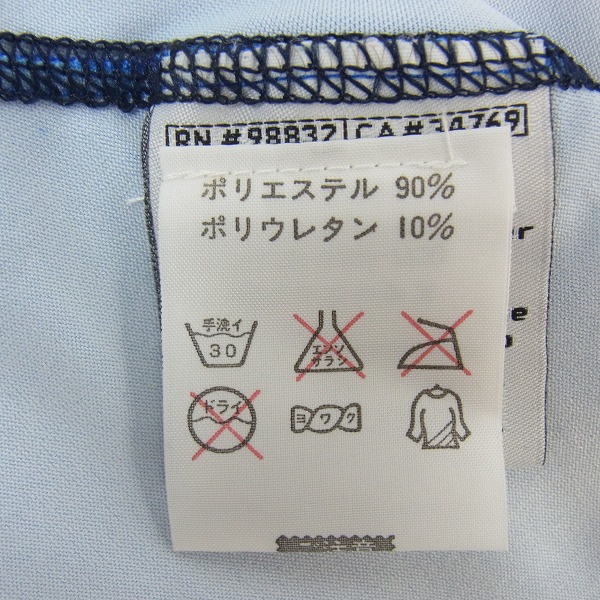 RN #98832 CA #34769
ポリエステル 90%
ポリウレタン 10%
手洗イ
30
エンソ
サラシ
ドライ
ヨワク